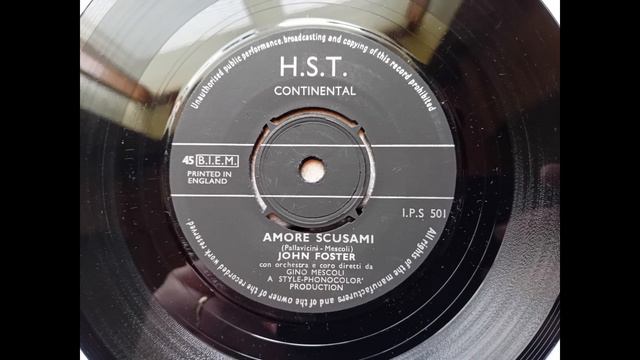 Unauthorised public performance, broadcasting and copying of this record prohibited
H.S.T.
CONTINENTAL
45 B.I.E.M.
PRINTED IN
ENGLAND
I.P.S 501
AMORE SCUSAMI
(Pallavicini - Mescoli)
JOHN FOSTER
con orchestra e coro diretti da
GINO MESCOLI
A STYLE-PHONOCOLOR'
PRODUCTION
All rights of the manufacturers and of the owner of the recorded work reserved.